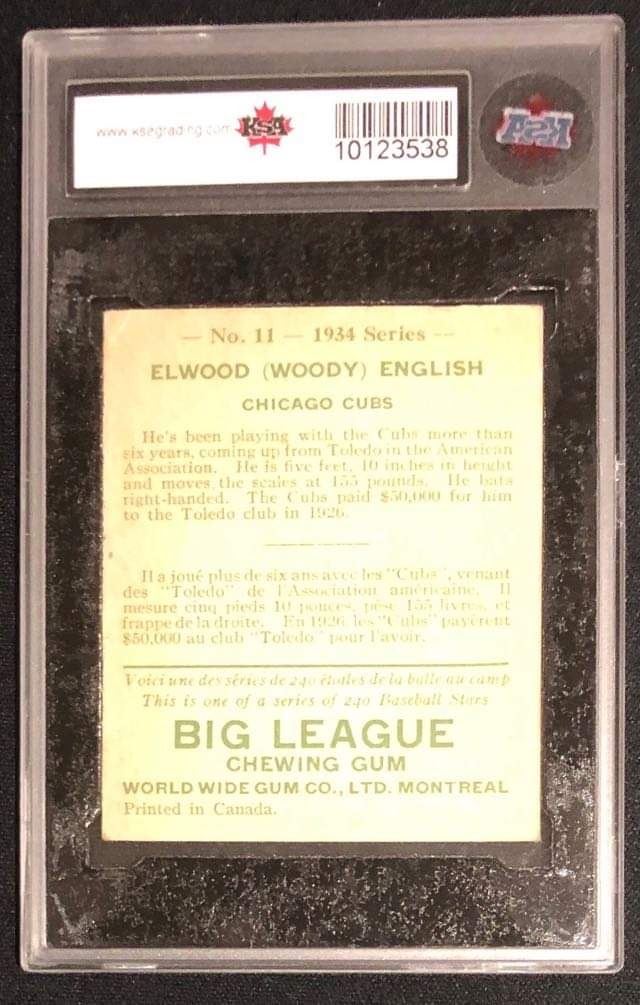 www.ksagrading.com KSA
10123538
KSA
— No. 11 — 1934 Series —
ELWOOD (WOODY) ENGLISH
CHICAGO CUBS
He's been playing with the Cubs more than
six years, coming up from Toledo in the American
Association. He is five feet, 10 inches in height
and moves the scales at 155 pounds. He bats
right-handed. The Cubs paid $50,000 for him
to the Toledo club in 1926.
Il a joué plus de six ans avec les "Cubs", venant
des "Toledo" de l'Association américaine. Il
mesure cinq pieds 10 pouces, pèse 155 livres, et
frappe de la droite. En 1926 les "Cubs" payèrent
$50,000 au club "Toledo" pour l'avoir.
Voici une des séries de 240 étoiles de la balle au camp
This is one of a series of 240 Baseball Stars
BIG LEAGUE
CHEWING GUM
WORLD WIDE GUM CO., LTD. MONTREAL
Printed in Canada.